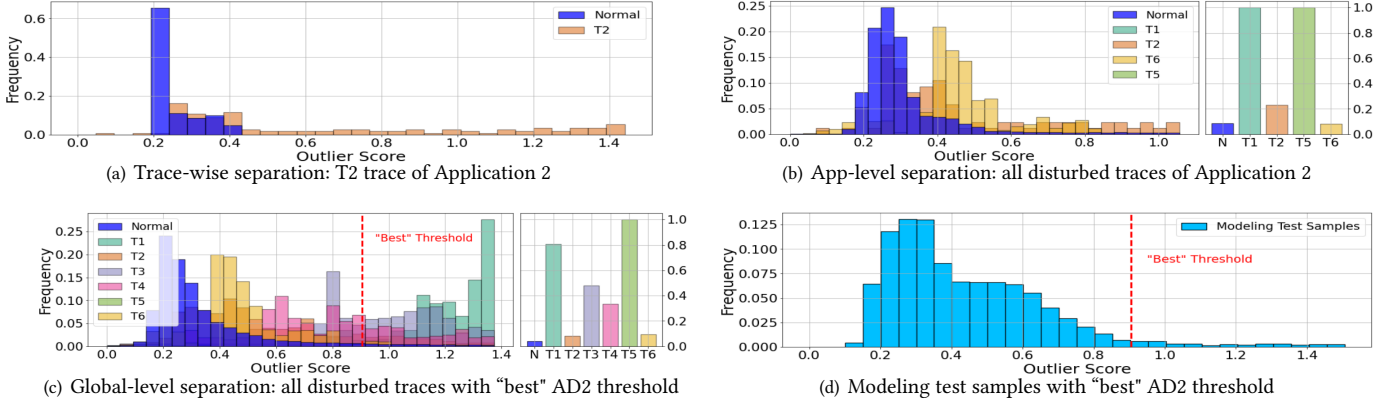 Normal
T2
0.6
0.4
0.2
0.0
Frequency
0.0 0.2 0.4 0.6 0.8 1.0 1.2 1.4
Outlier Score
(a) Trace-wise separation: T2 trace of Application 2
Normal
T1
T2
T6
T5
0.25
0.20
0.15
0.10
0.05
0.00
Frequency
0.0 0.2 0.4 0.6 0.8 1.0
Outlier Score
1.0
0.8
0.6
0.4
0.2
0.0
N T1 T2 T5 T6
(b) App-level separation: all disturbed traces of Application 2
Normal
T1
T2
T3
T4
T5
T6
"Best" Threshold
0.25
0.20
0.15
0.10
0.05
0.00
Frequency
0.0 0.2 0.4 0.6 0.8 1.0 1.2 1.4
Outlier Score
1.0
0.8
0.6
0.4
0.2
0.0
N T1 T2 T3 T4 T5 T6
(c) Global-level separation: all disturbed traces with “best" AD2 threshold
Modeling Test Samples
"Best" Threshold
0.125
0.100
0.075
0.050
0.025
0.000
Frequency
0.0 0.2 0.4 0.6 0.8 1.0 1.2 1.4
Outlier Score
(d) Modeling test samples with “best" AD2 threshold